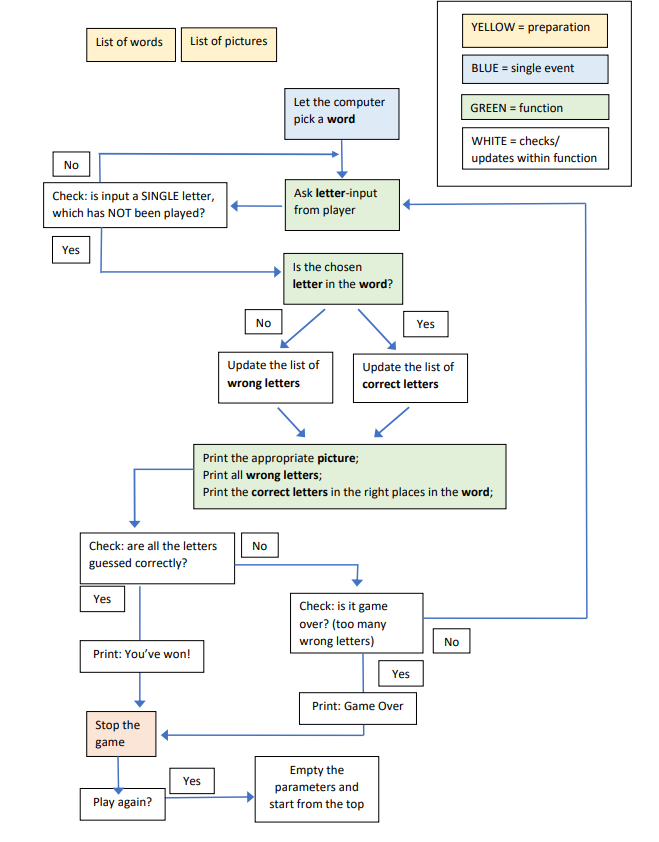 List of words
List of pictures
YELLOW = preparation
BLUE = single event
GREEN = function
WHITE = checks/
updates within function
Let the computer
pick a word
No
Check: is input a SINGLE letter,
which has NOT been played?
Ask letter-input
from player
Yes
Is the chosen
letter in the word?
No
Yes
Update the list of
wrong letters
Update the list of
correct letters
Print the appropriate picture;
Print all wrong letters;
Print the correct letters in the right places in the word;
Check: are all the letters
guessed correctly?
No
Yes
Check: is it game
over? (too many
wrong letters)
No
Print: You’ve won!
Yes
Print: Game Over
Stop the
game
Yes
Play again?
Empty the
parameters and
start from the top